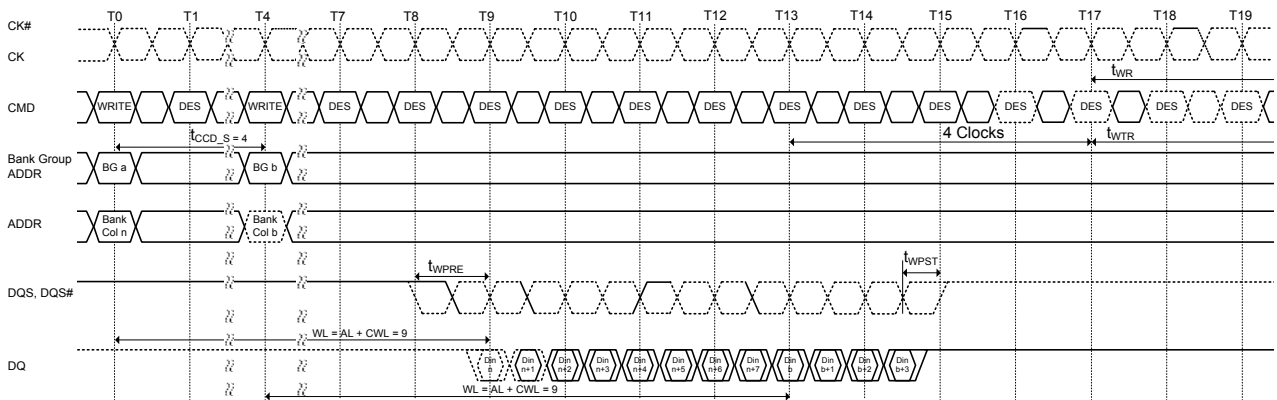 T0 T1 T4 T7 T8 T9 T10 T11 T12 T13 T14 T15 T16 T17 T18 T19
CK#
CK
tWR
CMD WRITE DES WRITE DES DES DES DES DES DES DES DES DES DES DES DES DES
tCCD_S = 4
4 Clocks
tWTR
Bank Group
ADDR
BG a BG b
ADDR
Bank
Col n
Bank
Col b
tWPRE
tWPST
DQS, DQS#
WL = AL + CWL = 9
DQ
Din
n
Din
n+1
Din
n+2
Din
n+3
Din
n+4
Din
n+5
Din
n+6
Din
n+7
Din
b
Din
b+1
Din
b+2
Din
b+3
WL = AL + CWL = 9